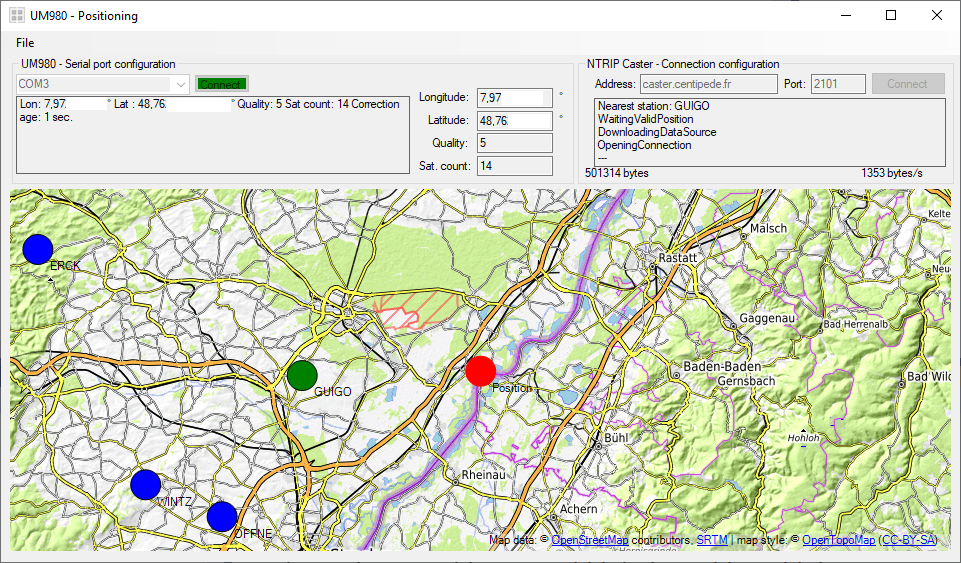 UM980 - Positioning
File
UM980 - Serial port configuration
COM3
Connect
Lon: 7,97 ° Lat : 48,76 ° Quality: 5 Sat count: 14 Correction
age: 1 sec.
Longitude: 7,97 °
Latitude: 48,76 °
Quality: 5
Sat. count: 14
NTRIP Caster - Connection configuration
Address: caster.centipede.fr Port: 2101 Connect
Nearest station: GUIGO
WaitingValidPosition
DownloadingDataSource
OpeningConnection
---
501314 bytes 1353 bytes/s
Kelte
Malsch
ERCK
Rastatt
Neu
Gaggenau
Bad Herrenalb
Baden-Baden
Bad Wild
Gernsbach
Position
GUIGO
Hohloh
Bühl
Rheinau
WINTZ
Achern
OFFNE
Map data: © OpenStreetMap contributors, SRTM | map style: © OpenTopoMap (CC-BY-SA)